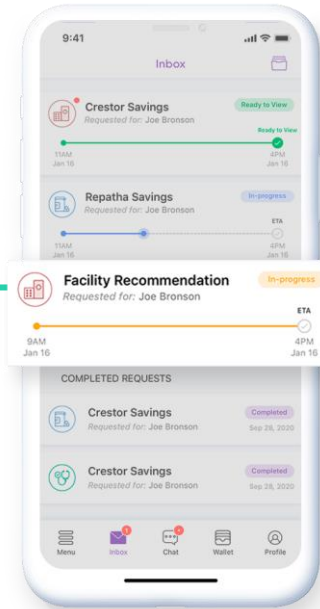 9:41
Inbox
Crestor Savings
Ready to View
Requested for: Joe Bronson
Ready to View
11AM
Jan 16
4PM
Jan 16
Repatha Savings
In-progress
Requested for: Joe Bronson
ETA
11AM
Jan 16
4PM
Jan 16
Facility Recommendation
In-progress
Requested for: Joe Bronson
ETA
9AM
Jan 16
4PM
Jan 16
COMPLETED REQUESTS
Crestor Savings
Completed
Requested for: Joe Bronson
Sep 28, 2020
Crestor Savings
Completed
Requested for: Joe Bronson
Sep 28, 2020
Menu
Inbox
Chat
Wallet
Profile